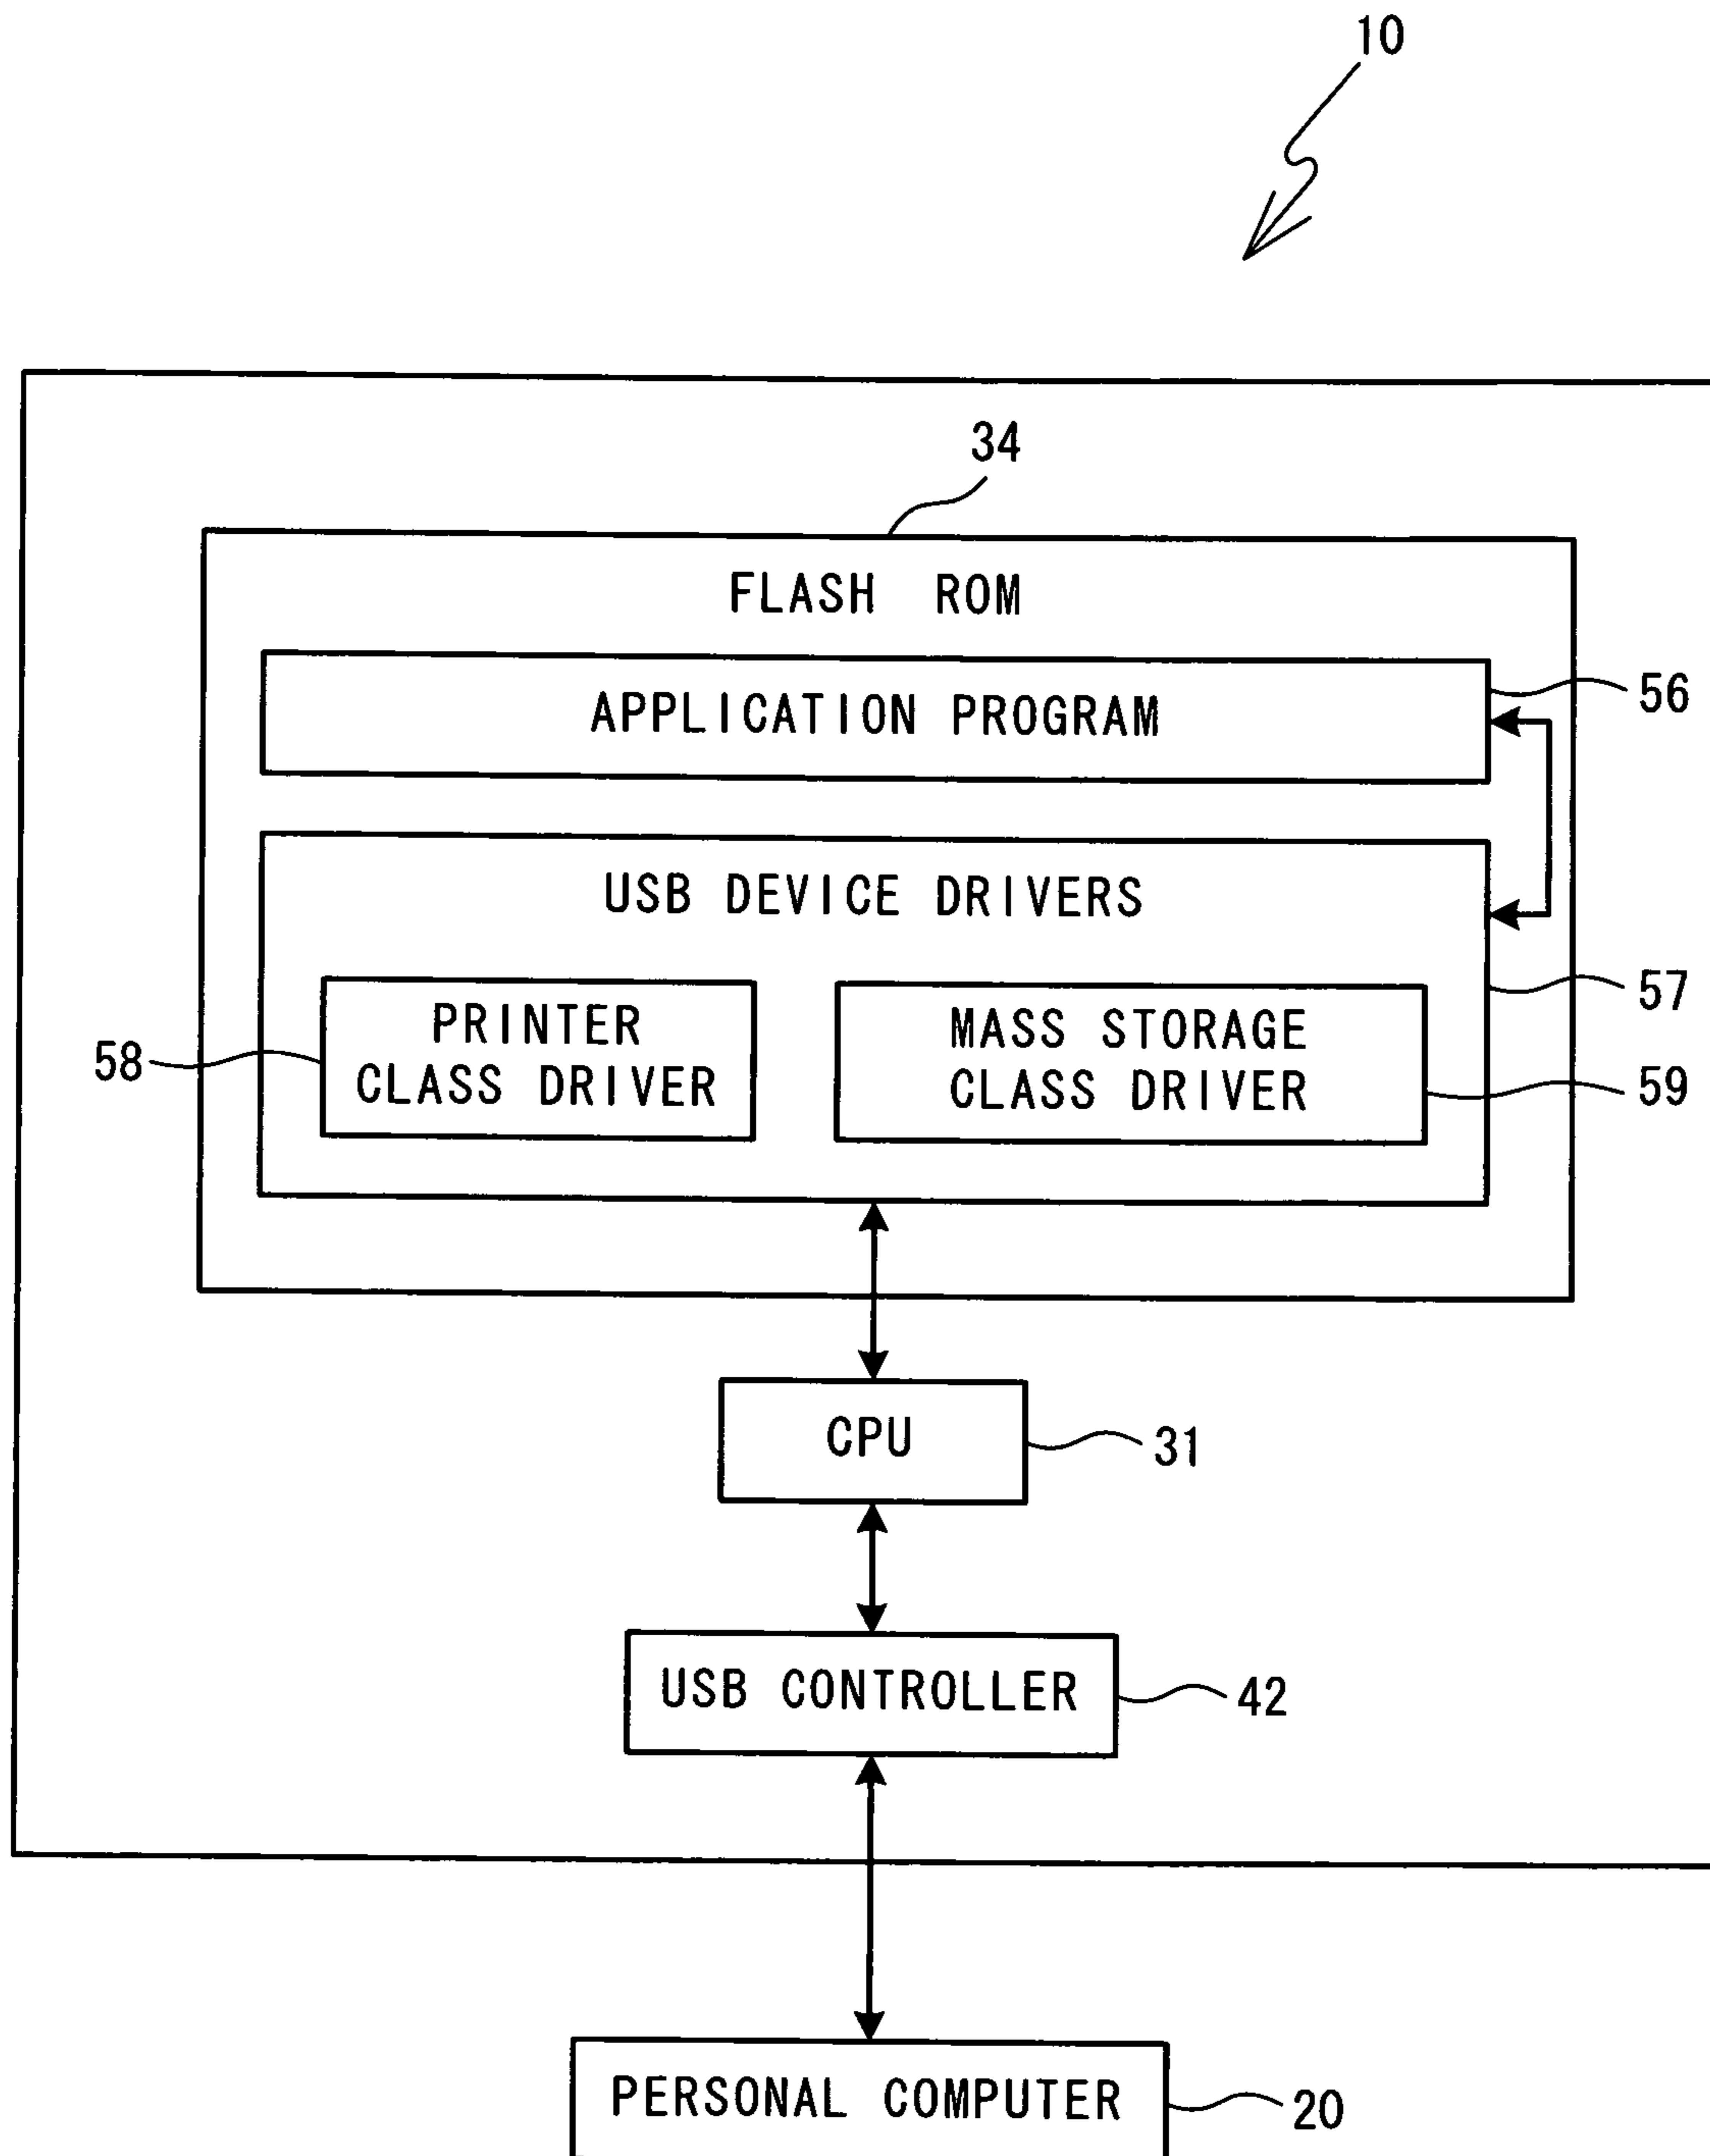 10
34
FLASH ROM
APPLICATION PROGRAM
56
USB DEVICE DRIVERS
57
PRINTER
CLASS DRIVER
58
MASS STORAGE
CLASS DRIVER
59
CPU
31
USB CONTROLLER
42
PERSONAL COMPUTER
20